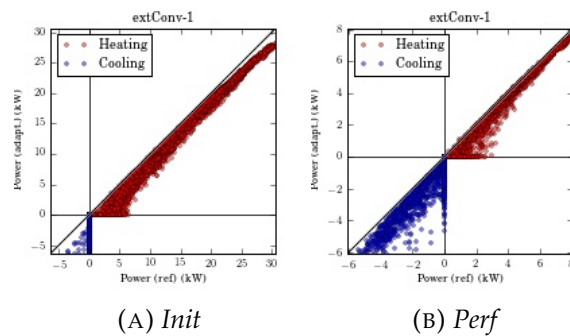 extConv-1
Power (adapt.) (kW)
30
25
20
15
10
5
0
−5
Heating
Cooling
−5 0 5 10 15 20 25 30
Power (ref) (kW)
(A) Init
extConv-1
Power (adapt.) (kW)
8
6
4
2
0
−2
−4
−6
Heating
Cooling
−6 −4 −2 0 2 4 6 8
Power (ref) (kW)
(B) Perf